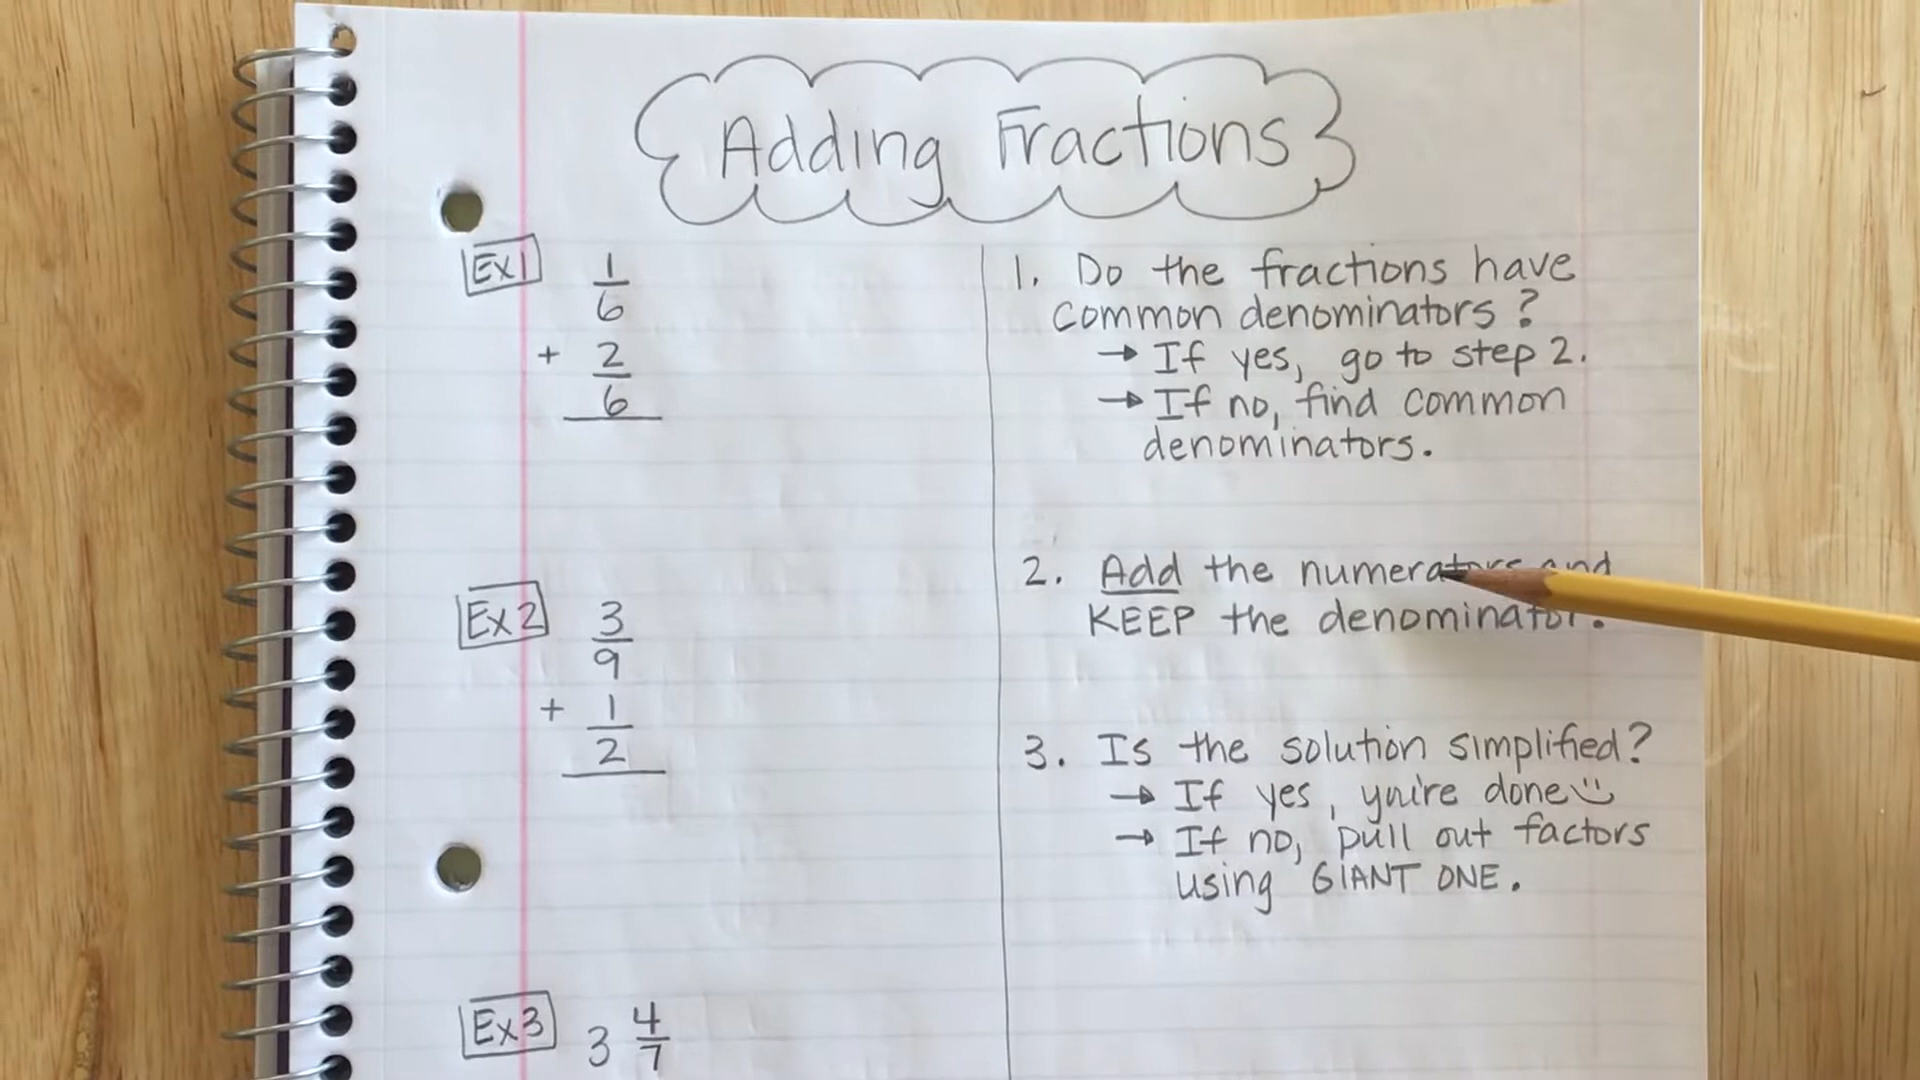 Adding Fractions
Ex1
1
6
+ 2
6
Ex2
3
9
+ 1
2
Ex3
3 4
7
1. Do the fractions have
common denominators?
→ If yes, go to step 2.
→ If no, find common
denominators.
2. Add the numerators and
KEEP the denominator.
3. Is the solution simplified?
→ If yes, you're done
→ If no, pull out factors
using GIANT ONE.